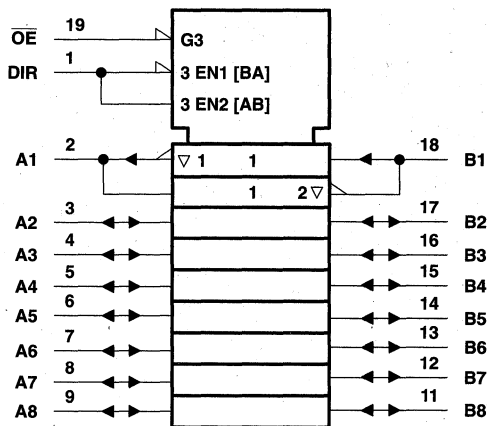 OE 19 G3
DIR 1 3 EN1 [BA]
3 EN2 [AB]
A1 2 ▽ 1 1 18 B1
1 2 ▽
A2 3 17 B2
A3 4 16 B3
A4 5 15 B4
A5 6 14 B5
A6 7 13 B6
A7 8 12 B7
A8 9 11 B8